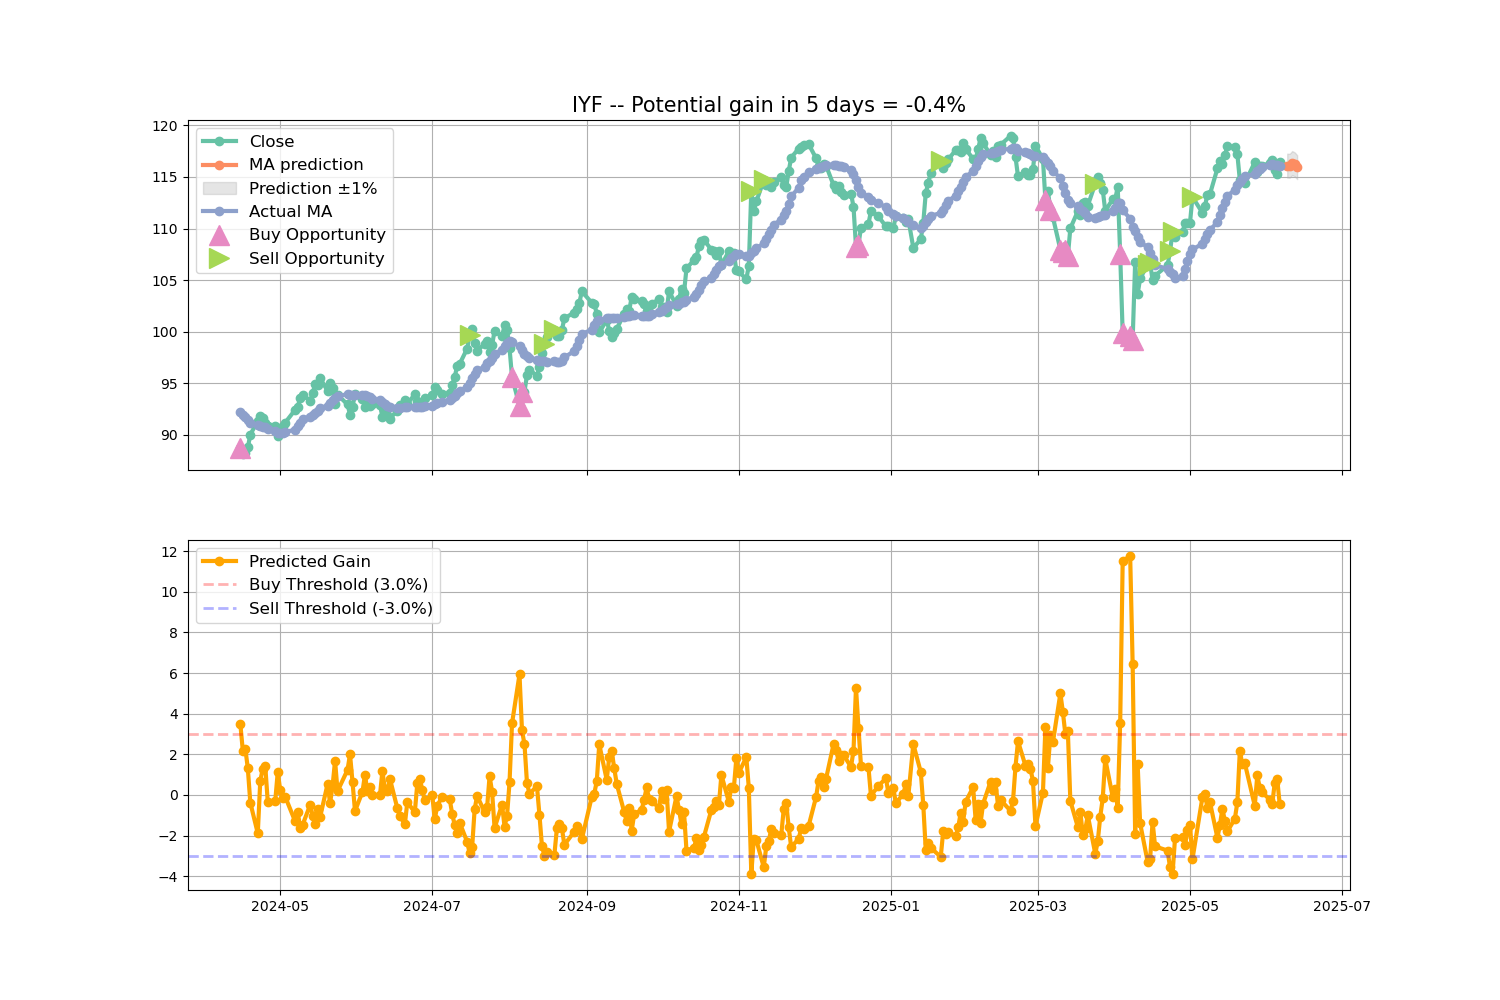 IYF -- Potential gain in 5 days = -0.4%
120
115
110
105
100
95
90
Close
MA prediction
Prediction ±1%
Actual MA
Buy Opportunity
Sell Opportunity
12
10
8
6
4
2
0
−2
−4
Predicted Gain
Buy Threshold (3.0%)
Sell Threshold (-3.0%)
2024-05
2024-07
2024-09
2024-11
2025-01
2025-03
2025-05
2025-07